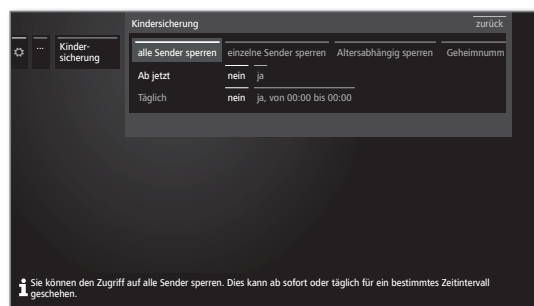 Kindersicherung zurück
... Kinder-
sicherung
alle Sender sperren einzelne Sender sperren Altersabhängig sperren Geheimnumm
Ab jetzt nein ja
Täglich nein ja, von 00:00 bis 00:00
i Sie können den Zugriff auf alle Sender sperren. Dies kann ab sofort oder täglich für ein bestimmtes Zeitintervall
geschehen.